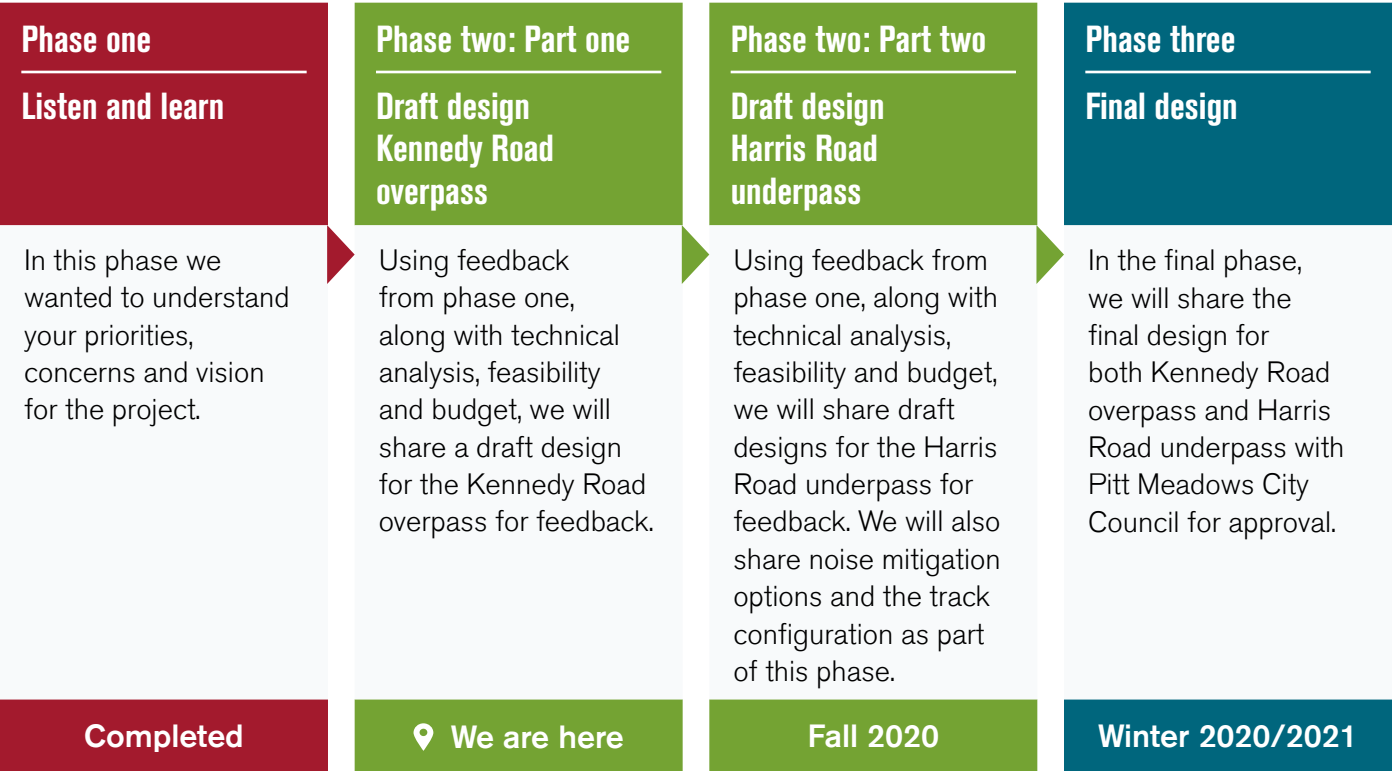 Phase one
Listen and learn
In this phase we
wanted to understand
your priorities,
concerns and vision
for the project.
Completed
Phase two: Part one
Draft design
Kennedy Road
overpass
Using feedback
from phase one,
along with technical
analysis, feasibility
and budget, we will
share a draft design
for the Kennedy Road
overpass for feedback.
We are here
Phase two: Part two
Draft design
Harris Road
underpass
Using feedback from
phase one, along with
technical analysis,
feasibility and budget,
we will share draft
designs for the Harris
Road underpass for
feedback. We will also
share noise mitigation
options and the track
configuration as part
of this phase.
Fall 2020
Phase three
Final design
In the final phase,
we will share the
final design for
both Kennedy Road
overpass and Harris
Road underpass with
Pitt Meadows City
Council for approval.
Winter 2020/2021